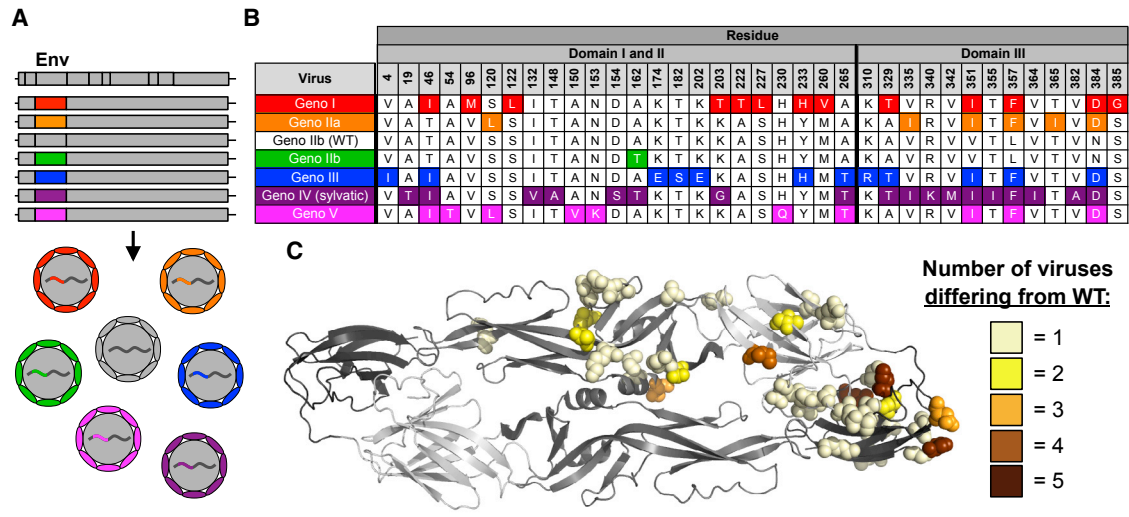 A
Env
B
Residue
Domain I and II Domain III
Virus 4 19 46 54 96 120 122 132 148 150 153 154 162 174 182 202 203 222 227 230 233 260 265 310 329 335 340 342 351 357 365 382 384 385
Geno I V A I A M S L I T A N D A K T K T T L H H V A K T V R V I T F V T V D G
Geno IIa V A T A V L S I T A N D A K T K K A S H Y M A K A I R V I T F V I V D S
Geno IIb (WT) V A T A V S S I T A N D A K T K K A S H Y M A K A V R V V T L V T V N S
Geno IIb V A T A V S S I T A N D T K T K K A S H Y M A K A V R V V T L V T V N S
Geno III I A I A V S S I T A N D A E S E K A S H H M T R T V R V I T F V T V D S
Geno IV (sylvatic) V T I A V S S V A A N S T K T K G A S H Y M T K T I K M I I F I T A D S
Geno V V A I T V L S I T V K D A K T K K A S Q Y M T K A V R V I T F V T V D S
C
Number of viruses
differing from WT:
= 1
= 2
= 3
= 4
= 5